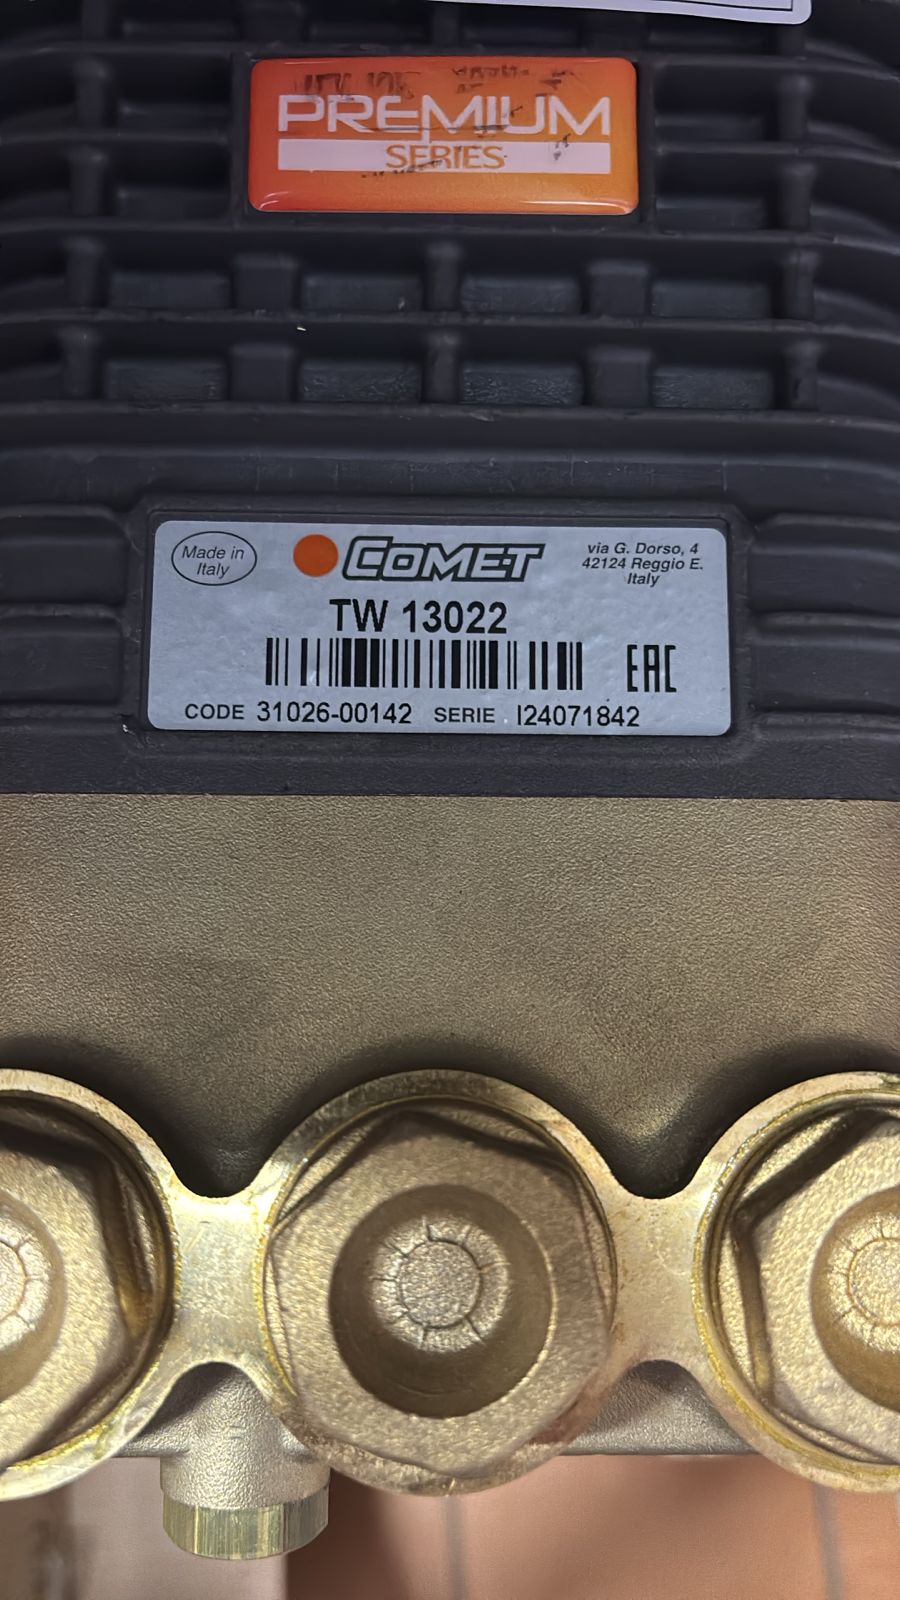 PREMIUM
SERIES
Made in
Italy
COMET
via G. Dorso, 4
42124 Reggio E.
Italy
TW 13022
EAC
CODE 31026-00142 SERIE I24071842